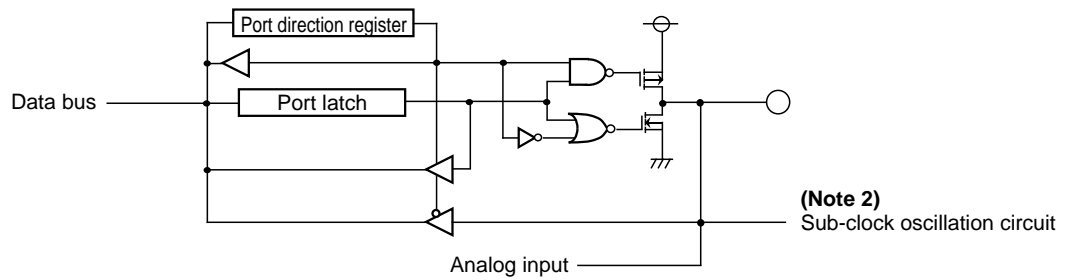 Port direction register
Data bus
Port latch
(Note 2)
Sub-clock oscillation circuit
Analog input